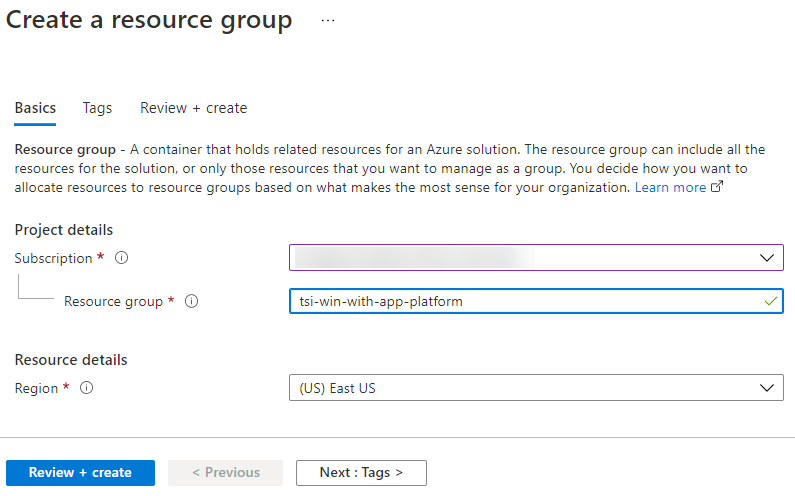 Create a resource group ...
Basics Tags Review + create
Resource group - A container that holds related resources for an Azure solution. The resource group can include all the
resources for the solution, or only those resources that you want to manage as a group. You decide how you want to
allocate resources to resource groups based on what makes the most sense for your organization. Learn more
Project details
Subscription *
Resource group * tsi-win-with-app-platform
Resource details
Region * (US) East US
Review + create < Previous Next : Tags >